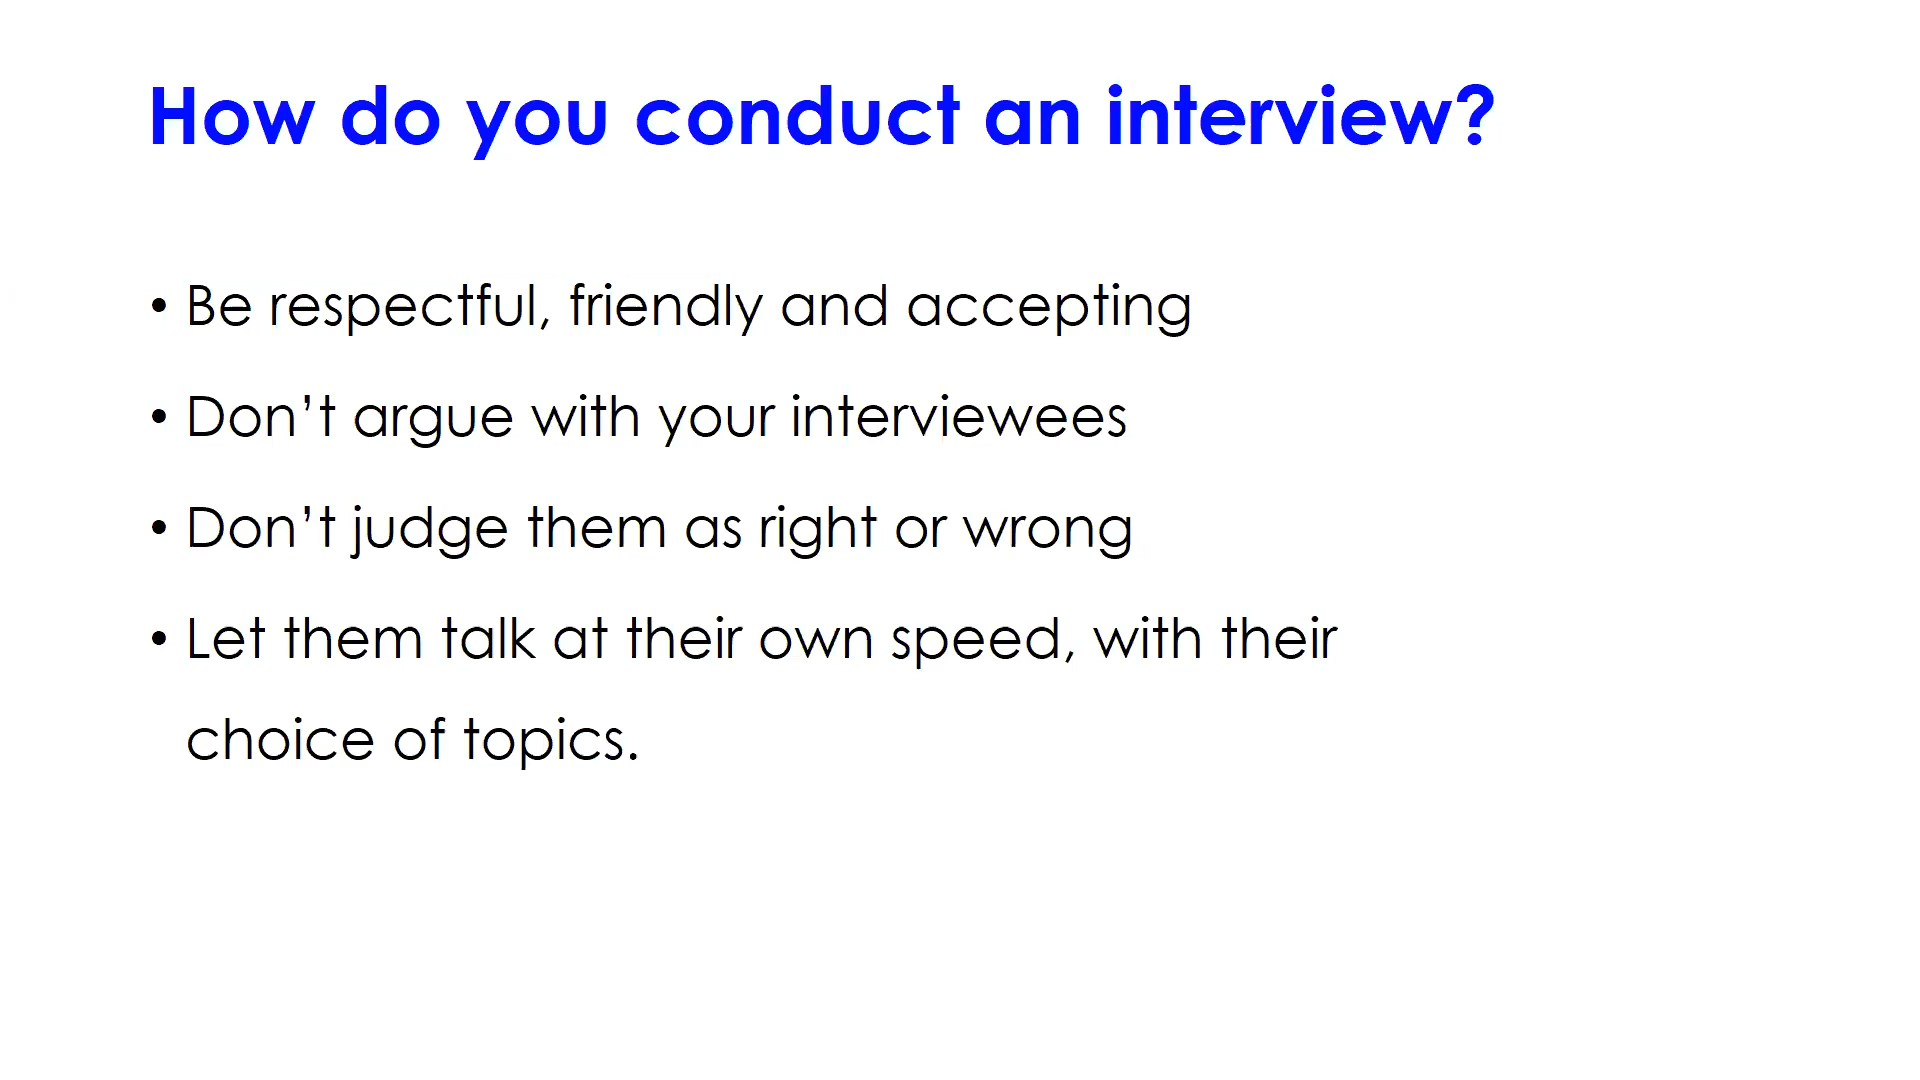 How do you conduct an interview?
• Be respectful, friendly and accepting
• Don’t argue with your interviewees
• Don’t judge them as right or wrong
• Let them talk at their own speed, with their
choice of topics.